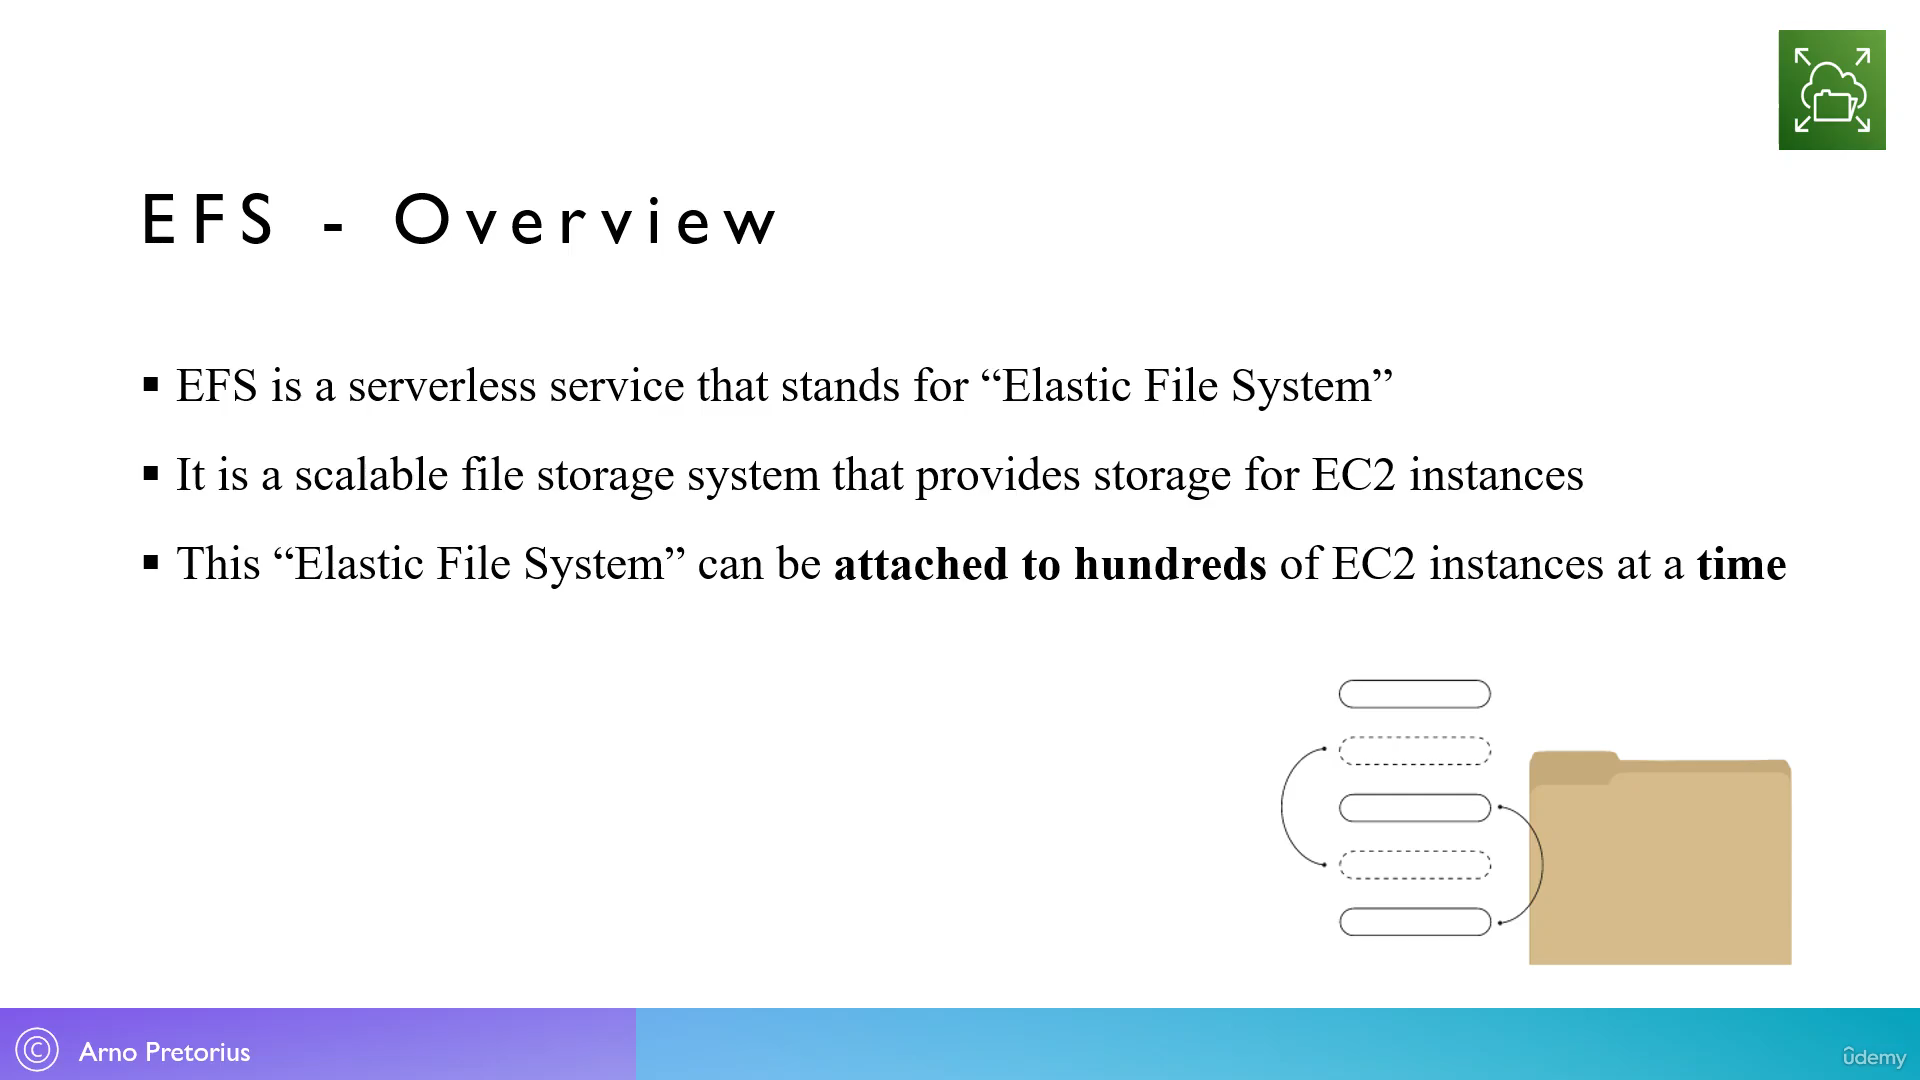 EFS - Overview
▪ EFS is a serverless service that stands for “Elastic File System”
▪ It is a scalable file storage system that provides storage for EC2 instances
▪ This “Elastic File System” can be attached to hundreds of EC2 instances at a time
© Arno Pretorius
ûdemy